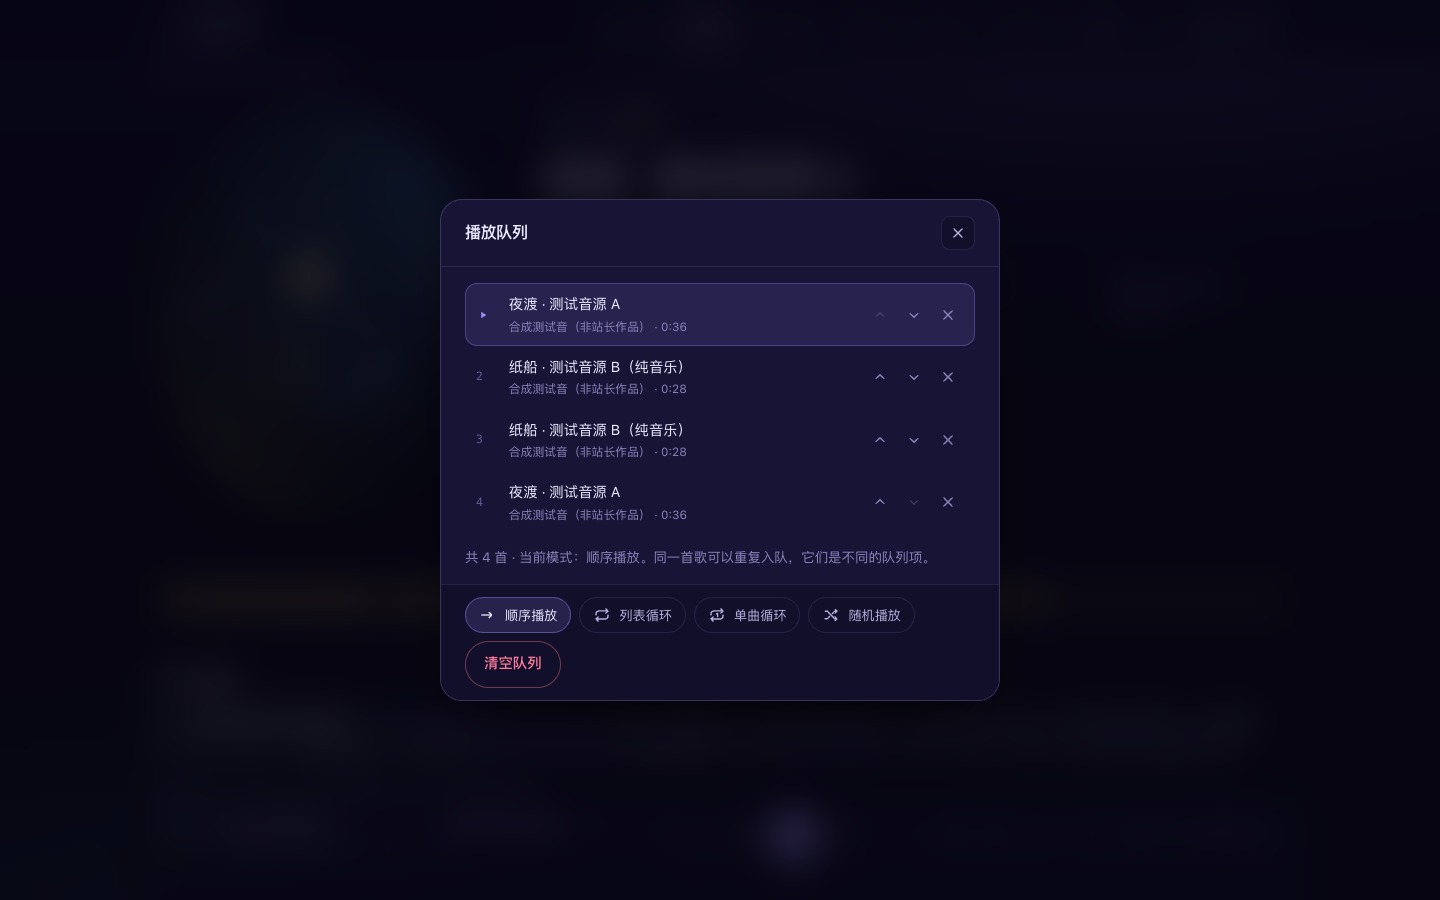 播放队列
夜渡 · 测试音源 A
合成测试音（非站长作品） · 0:36
2
纸船 · 测试音源 B（纯音乐）
合成测试音（非站长作品） · 0:28
3
纸船 · 测试音源 B（纯音乐）
合成测试音（非站长作品） · 0:28
4
夜渡 · 测试音源 A
合成测试音（非站长作品） · 0:36
共 4 首 · 当前模式：顺序播放。同一首歌可以重复入队，它们是不同的队列项。
顺序播放 列表循环 单曲循环 随机播放
清空队列